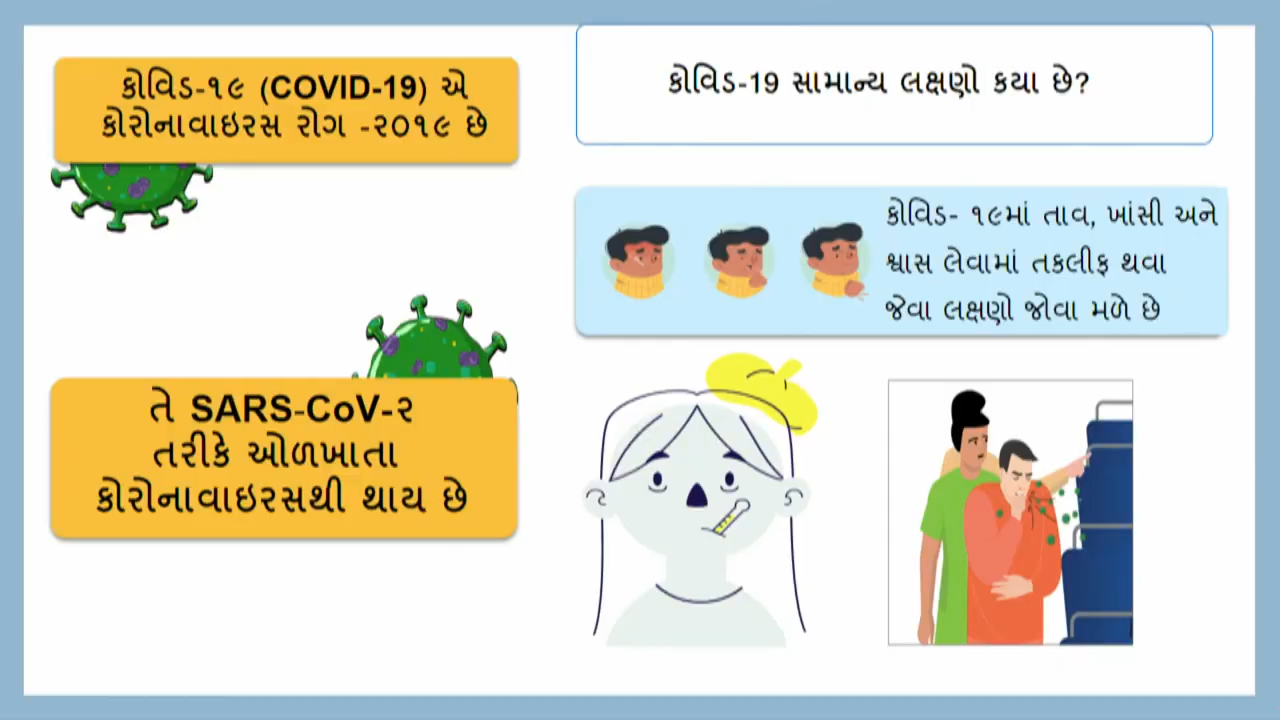 કોવિડ-૧૯ (COVID-19) એ
કોરોનાવાઇરસ રોગ -૨૦૧૯ છે
તે SARS-CoV-૨
તરીકે ઓળખાતા
કોરોનાવાઇરસથી થાય છે
કોવિડ-19 સામાન્ય લક્ષણો કયા છે?
કોવિડ- ૧૯માં તાવ, ખાંસી અને
શ્વાસ લેવામાં તકલીફ થવા
જેવા લક્ષણો જોવા મળે છે